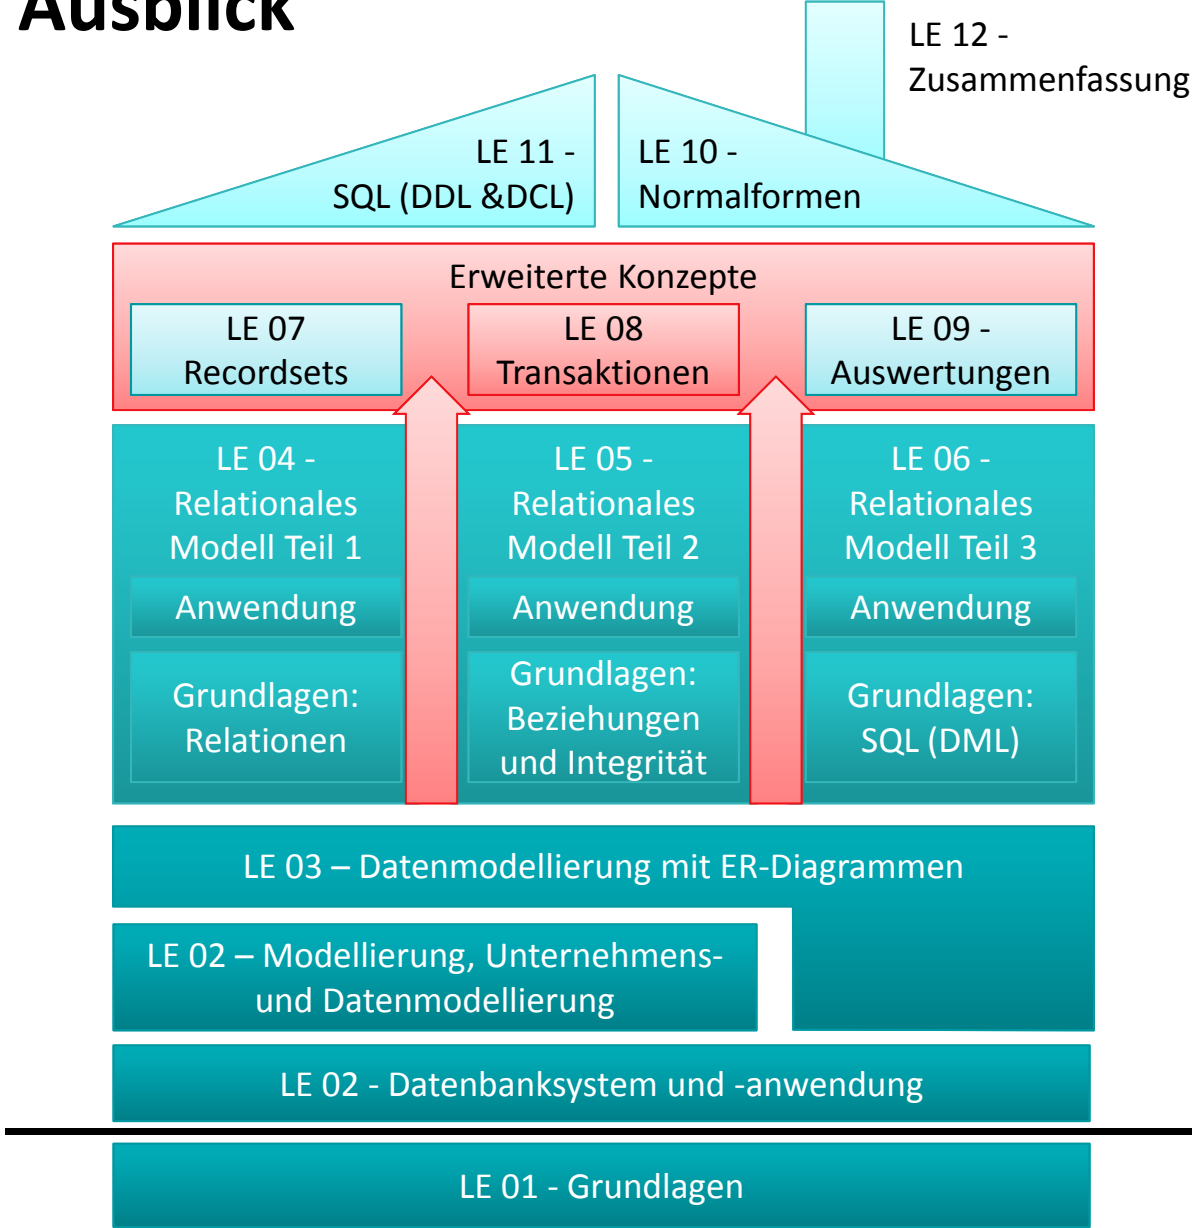 Ausblick
LE 12 -
Zusammenfassung
LE 11 -
SQL (DDL &DCL)
LE 10 -
Normalformen
Erweiterte Konzepte
LE 07
Recordsets
LE 08
Transaktionen
LE 09 -
Auswertungen
LE 04 -
Relationales
Modell Teil 1
Anwendung
Grundlagen:
Relationen
LE 05 -
Relationales
Modell Teil 2
Anwendung
Grundlagen:
Beziehungen
und Integrität
LE 06 -
Relationales
Modell Teil 3
Anwendung
Grundlagen:
SQL (DML)
LE 03 – Datenmodellierung mit ER-Diagrammen
LE 02 – Modellierung, Unternehmens-
und Datenmodellierung
LE 02 - Datenbanksystem und -anwendung
LE 01 - Grundlagen